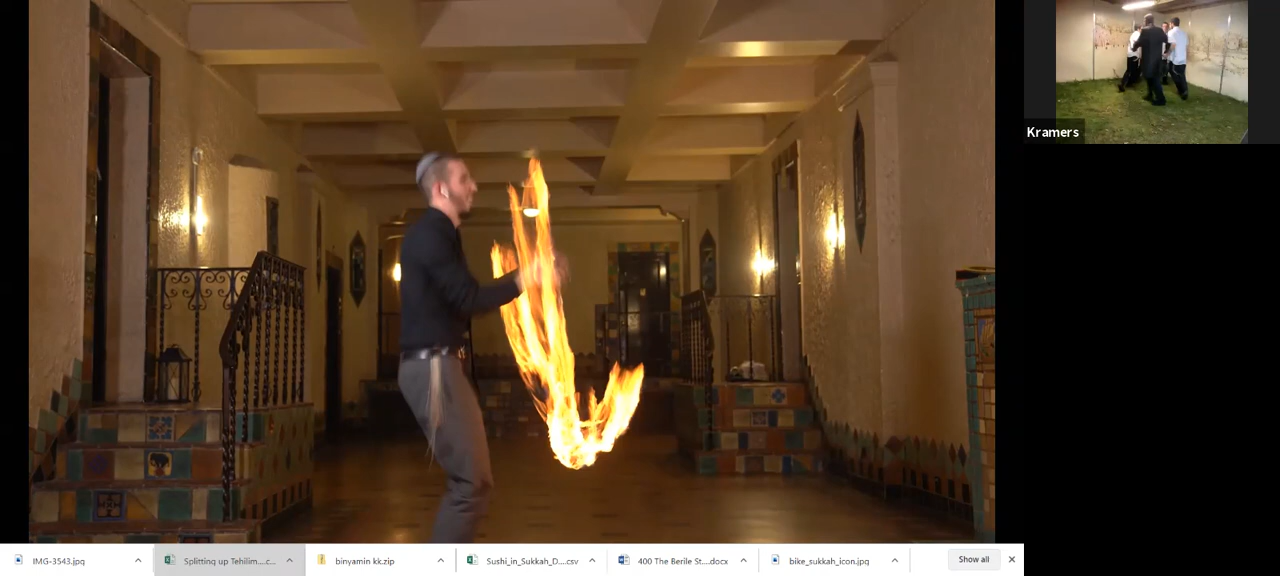 Kramers
IMG-3543.jpg
Splitting up Tehilim....c...
binyamin kk.zip
Sushi_in_Sukkah_D....csv
400 The Berile St....docx
bike_sukkah_icon.jpg
Show all